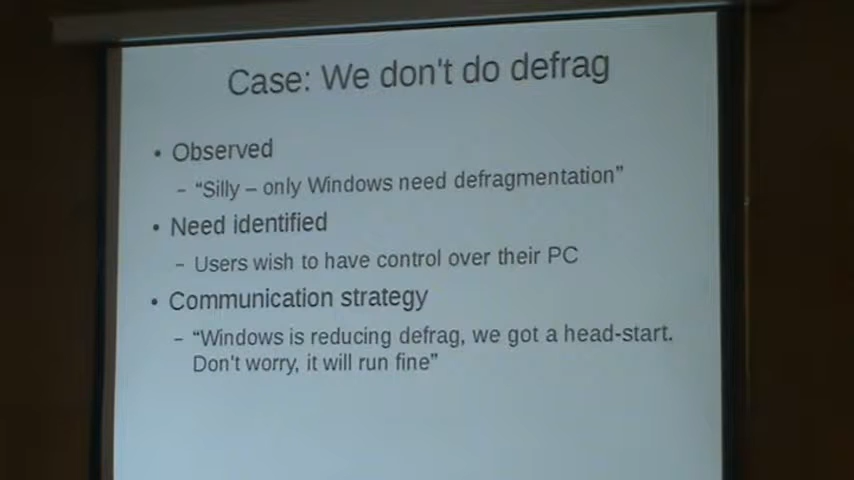 Case: We don't do defrag
• Observed
– “Silly – only Windows need defragmentation”
• Need identified
– Users wish to have control over their PC
• Communication strategy
– “Windows is reducing defrag, we got a head-start.
Don't worry, it will run fine”